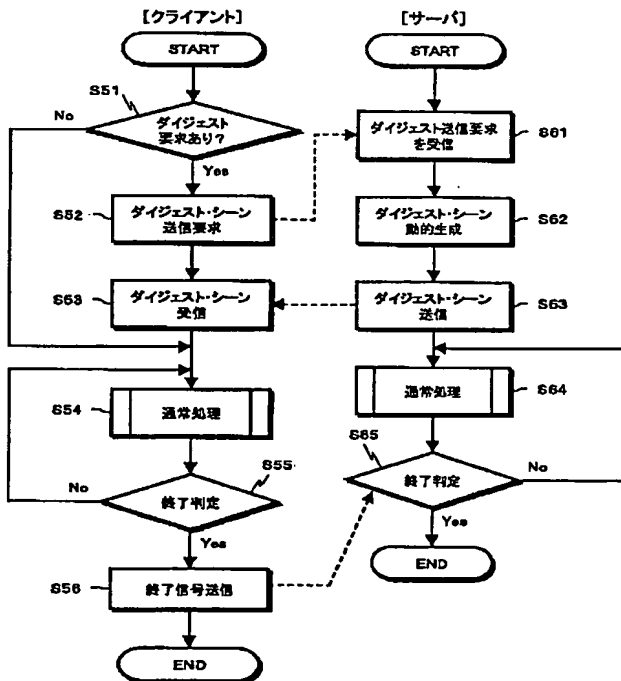 [クライアント]
START
S51
No
ダイジェスト
要求あり?
Yes
S52
ダイジェスト・シーン
送信要求
S53
ダイジェスト・シーン
受信
S54
通常処理
S55
No
終了判定
Yes
S56
終了信号送信
END
[サーバ]
START
ダイジェスト送信要求
を受信
S61
ダイジェスト・シーン
動的生成
S62
ダイジェスト・シーン
送信
S63
通常処理
S64
S65
終了判定
No
Yes
END